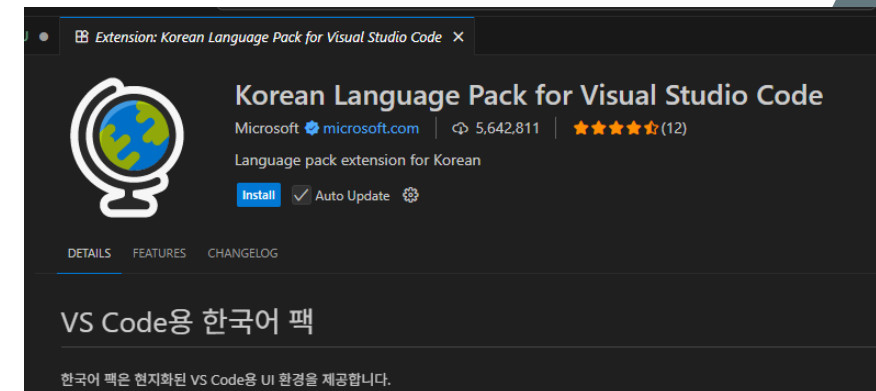 Extension: Korean Language Pack for Visual Studio Code
Korean Language Pack for Visual Studio Code
Microsoft microsoft.com 5,642,811 (12)
Language pack extension for Korean
Install Auto Update
DETAILS FEATURES CHANGELOG
VS Code용 한국어 팩
한국어 팩은 현지화된 VS Code용 UI 환경을 제공합니다.